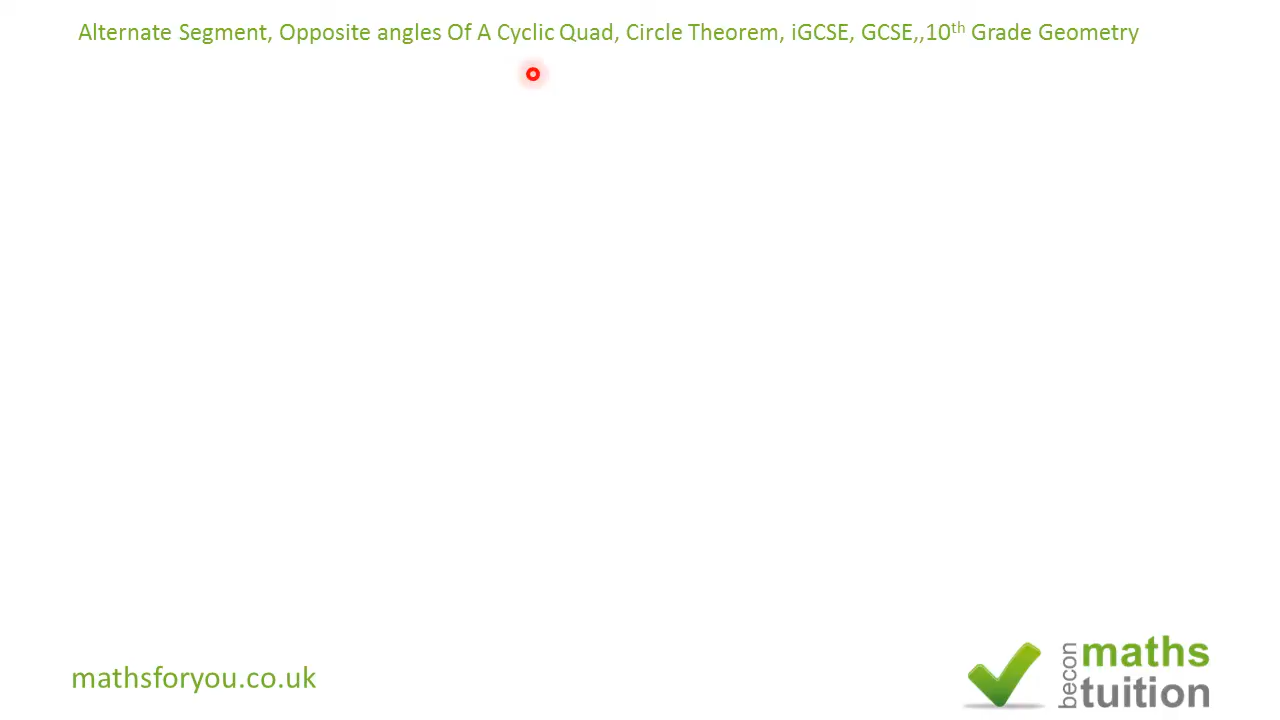 Alternate Segment, Opposite angles Of A Cyclic Quad, Circle Theorem, iGCSE, GCSE,,10th Grade Geometry
mathsforyou.co.uk
becon
maths
tuition